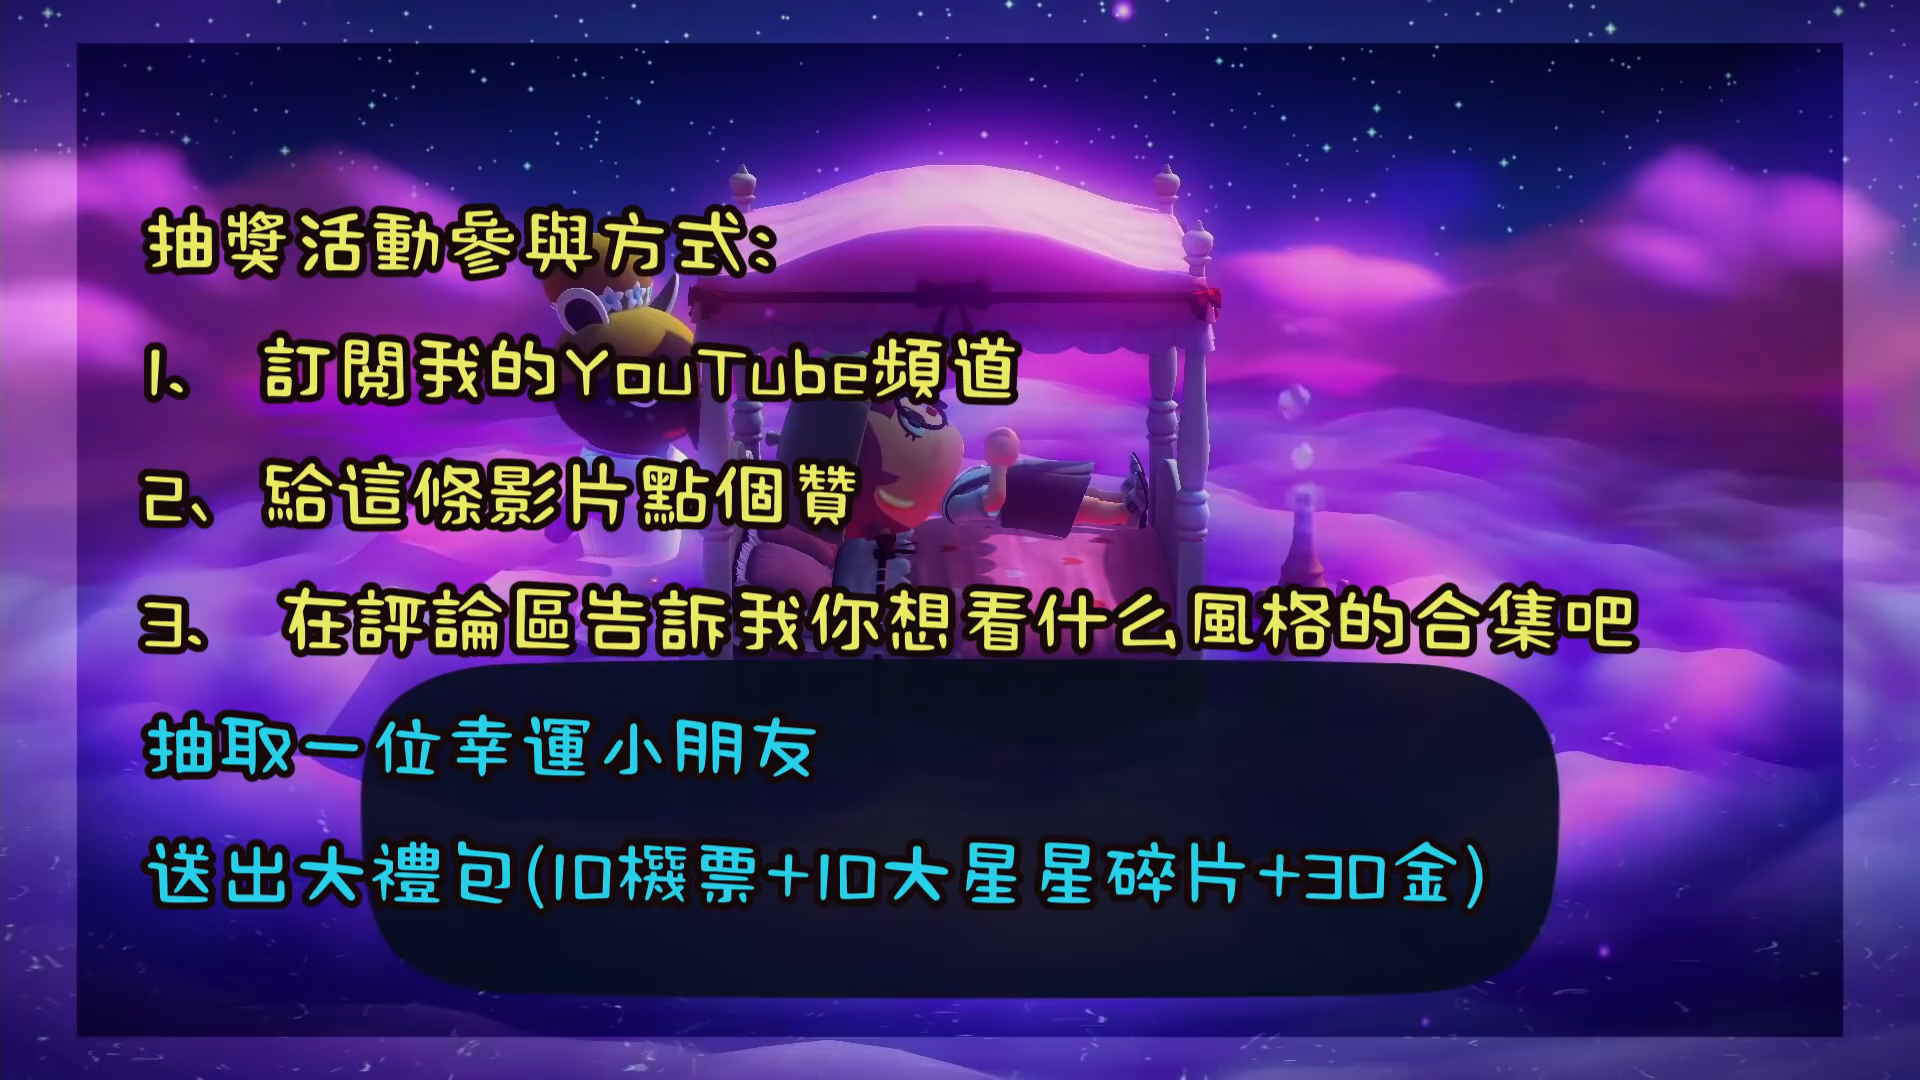 抽獎活動參與方式:
1、 訂閱我的YouTube頻道
2、 給這條影片點個贊
3、 在評論區告訴我你想看什么風格的合集吧
抽取一位幸運小朋友
送出大禮包(10機票+10大星星碎片+30金)